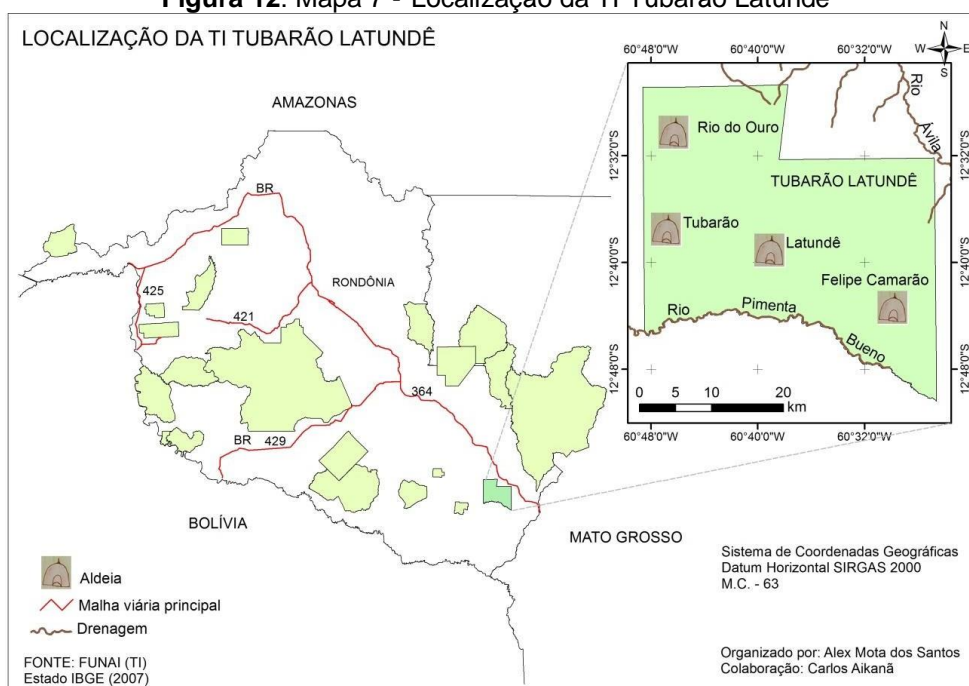 Figura 12: Mapa 7 - Localização da TI Tubarão Latundê
LOCALIZAÇÃO DA TI TUBARÃO LATUNDÊ
AMAZONAS
BR
425
421
RONDÔNIA
364
BR 429
BOLÍVIA
MATO GROSSO
N
W E
S
60°48'0"W 60°40'0"W 60°32'0"W
Rio
Ávila
Rio do Ouro
12°32'0"S 12°32'0"S
TUBARÃO LATUNDÊ
Tubarão
Latundê
12°40'0"S 12°40'0"S
Felipe Camarão
Rio Pimenta Bueno
12°48'0"S 12°48'0"S
0 5 10 20
km
60°48'0"W 60°40'0"W 60°32'0"W
Aldeia
Malha viária principal
Drenagem
FONTE: FUNAI (TI)
Estado IBGE (2007)
Sistema de Coordenadas Geográficas
Datum Horizontal SIRGAS 2000
M.C. - 63
Organizado por: Alex Mota dos Santos
Colaboração: Carlos Aikanã